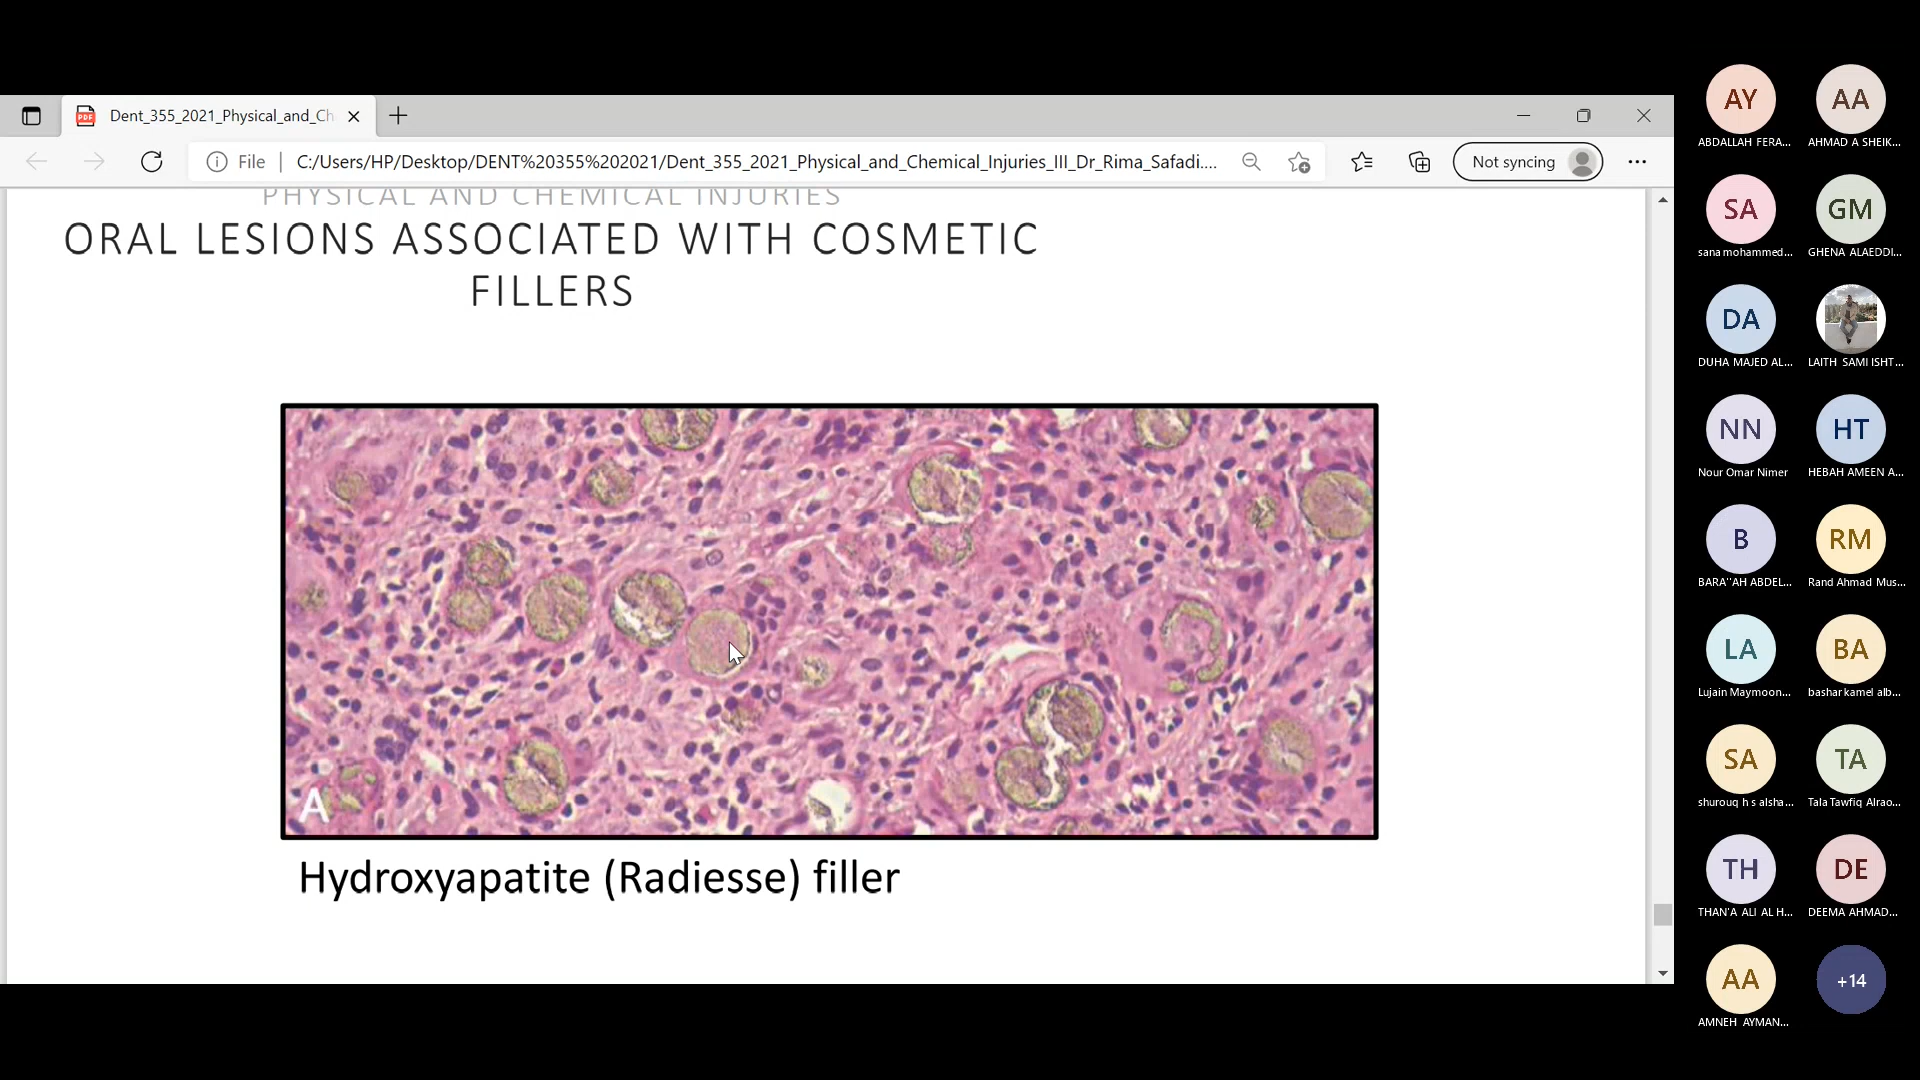 Dent_355_2021_Physical_and_Ch
File
C:/Users/HP/Desktop/DENT%20355%202021/Dent_355_2021_Physical_and_Chemical_Injuries_III_Dr_Rima_Safadi....
Not syncing
PHYSICAL AND CHEMICAL INJURIES
ORAL LESIONS ASSOCIATED WITH COSMETIC
FILLERS
A
Hydroxyapatite (Radiesse) filler
AY AA
ABDALLAH FERA... AHMAD A SHEIK...
SA GM
sana mohammed... GHENA ALAEDDI...
DA
DUHA MAJED AL... LAITH SAMI ISHT...
NN HT
Nour Omar Nimer HEBAH AMEEN A...
B RM
BARA''AH ABDEL... Rand Ahmad Mus...
LA BA
Lujain Maymoon... bashar kamel alb...
SA TA
shurouq h s alsha... Tala Tawfiq Alrao...
TH DE
THAN'A ALI AL H... DEEMA AHMAD...
AA +14
AMNEH AYMAN...